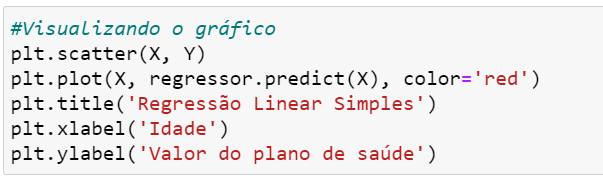 #Visualizando o gráfico
plt.scatter(X, Y)
plt.plot(X, regressor.predict(X), color='red')
plt.title('Regressão Linear Simples')
plt.xlabel('Idade')
plt.ylabel('Valor do plano de saúde')